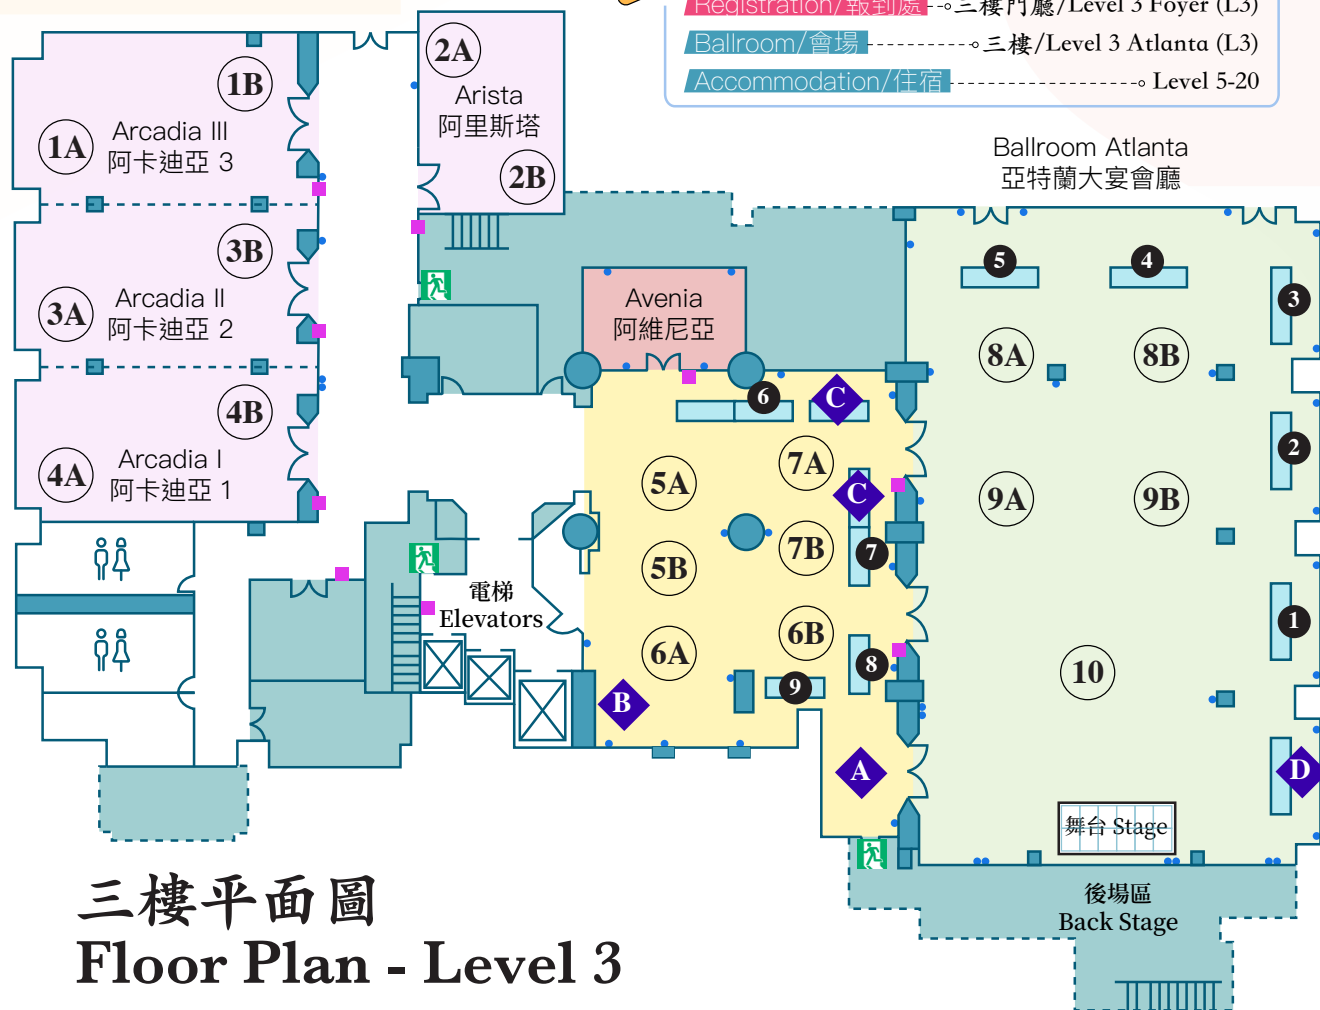 Registration/報到處 三樓門廳/Level 3 Foyer (L3)
Ballroom/會場 三樓/Level 3 Atlanta (L3)
Accommodation/住宿 Level 5-20
2A
Arista
阿里斯塔
2B
1B
1A
Arcadia III
阿卡迪亞 3
3B
3A
Arcadia II
阿卡迪亞 2
4B
4A
Arcadia I
阿卡迪亞 1
Ballroom Atlanta
亞特蘭大宴會廳
Avenia
阿維尼亞
5
4
3
8A
8B
2
9A
9B
1
10
D
舞台 Stage
後場區
Back Stage
6
C
7A
5A
C
7B
7
5B
6B
6A
8
9
B
A
電梯
Elevators
三樓平面圖
Floor Plan - Level 3